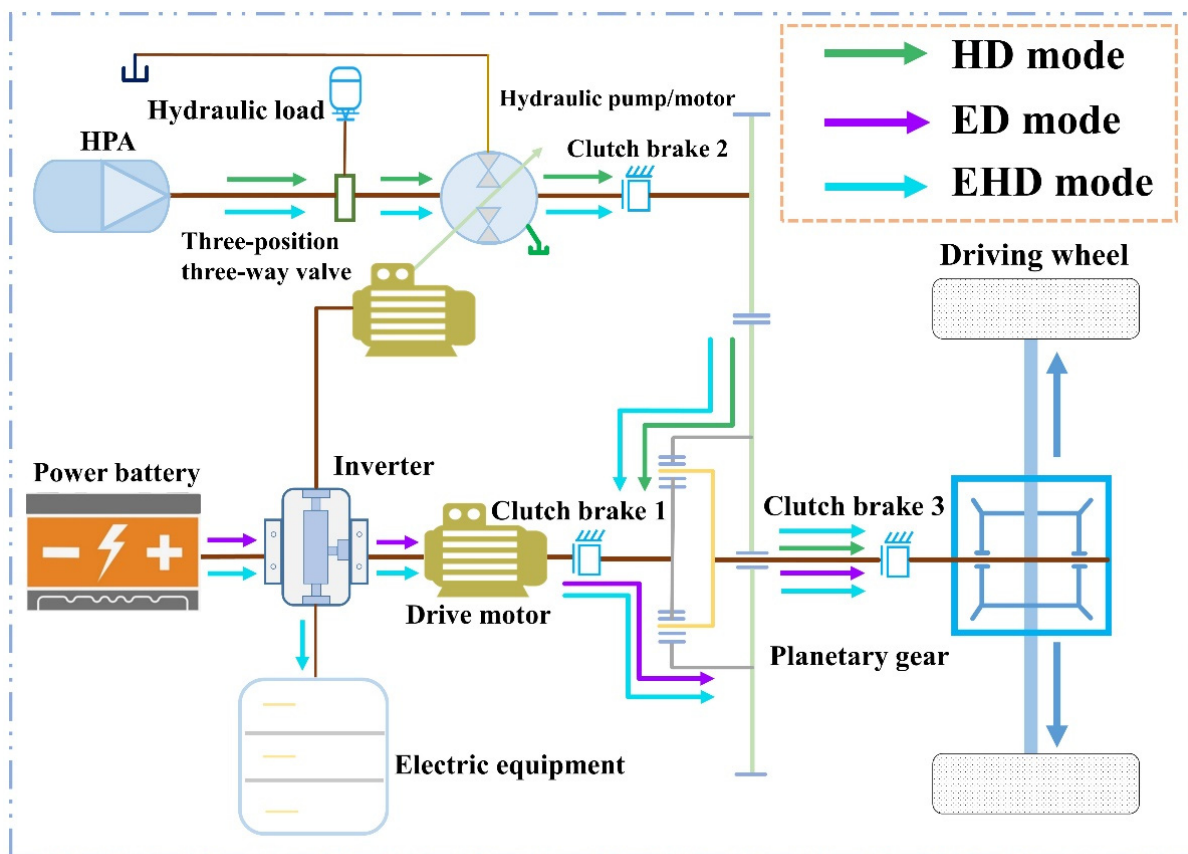 HD mode
ED mode
EHD mode
Hydraulic load
Hydraulic pump/motor
HPA
Clutch brake 2
Three-position
three-way valve
Driving wheel
Power battery
Inverter
Clutch brake 1
Clutch brake 3
Drive motor
Planetary gear
Electric equipment